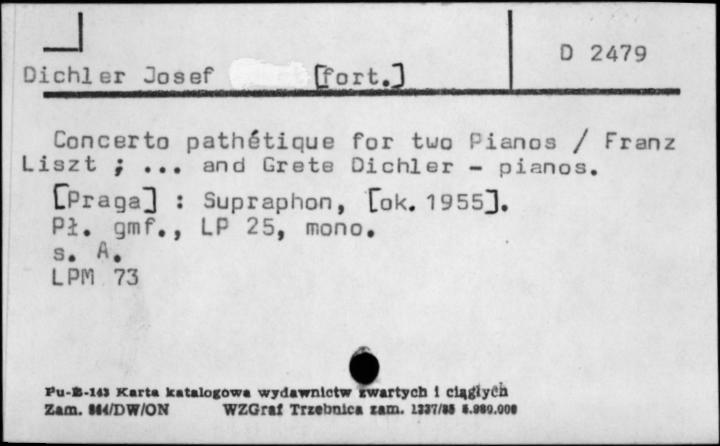 D 2479
Dichler Josef [fort.]
Concerto pathétique for two Pianos / Franz
Liszt ; ... and Grete Dichler - pianos.
[Praga] : Supraphon, [ok. 1955].
Pł. gmf., LP 25, mono.
s. A.
LPM 73
Pu-B-143 Karta katalogowa wydawnictw zwartych i ciągłych
Zam. 864/DW/ON WZGraf Trzebnica zam. 1337/85 5.980.000